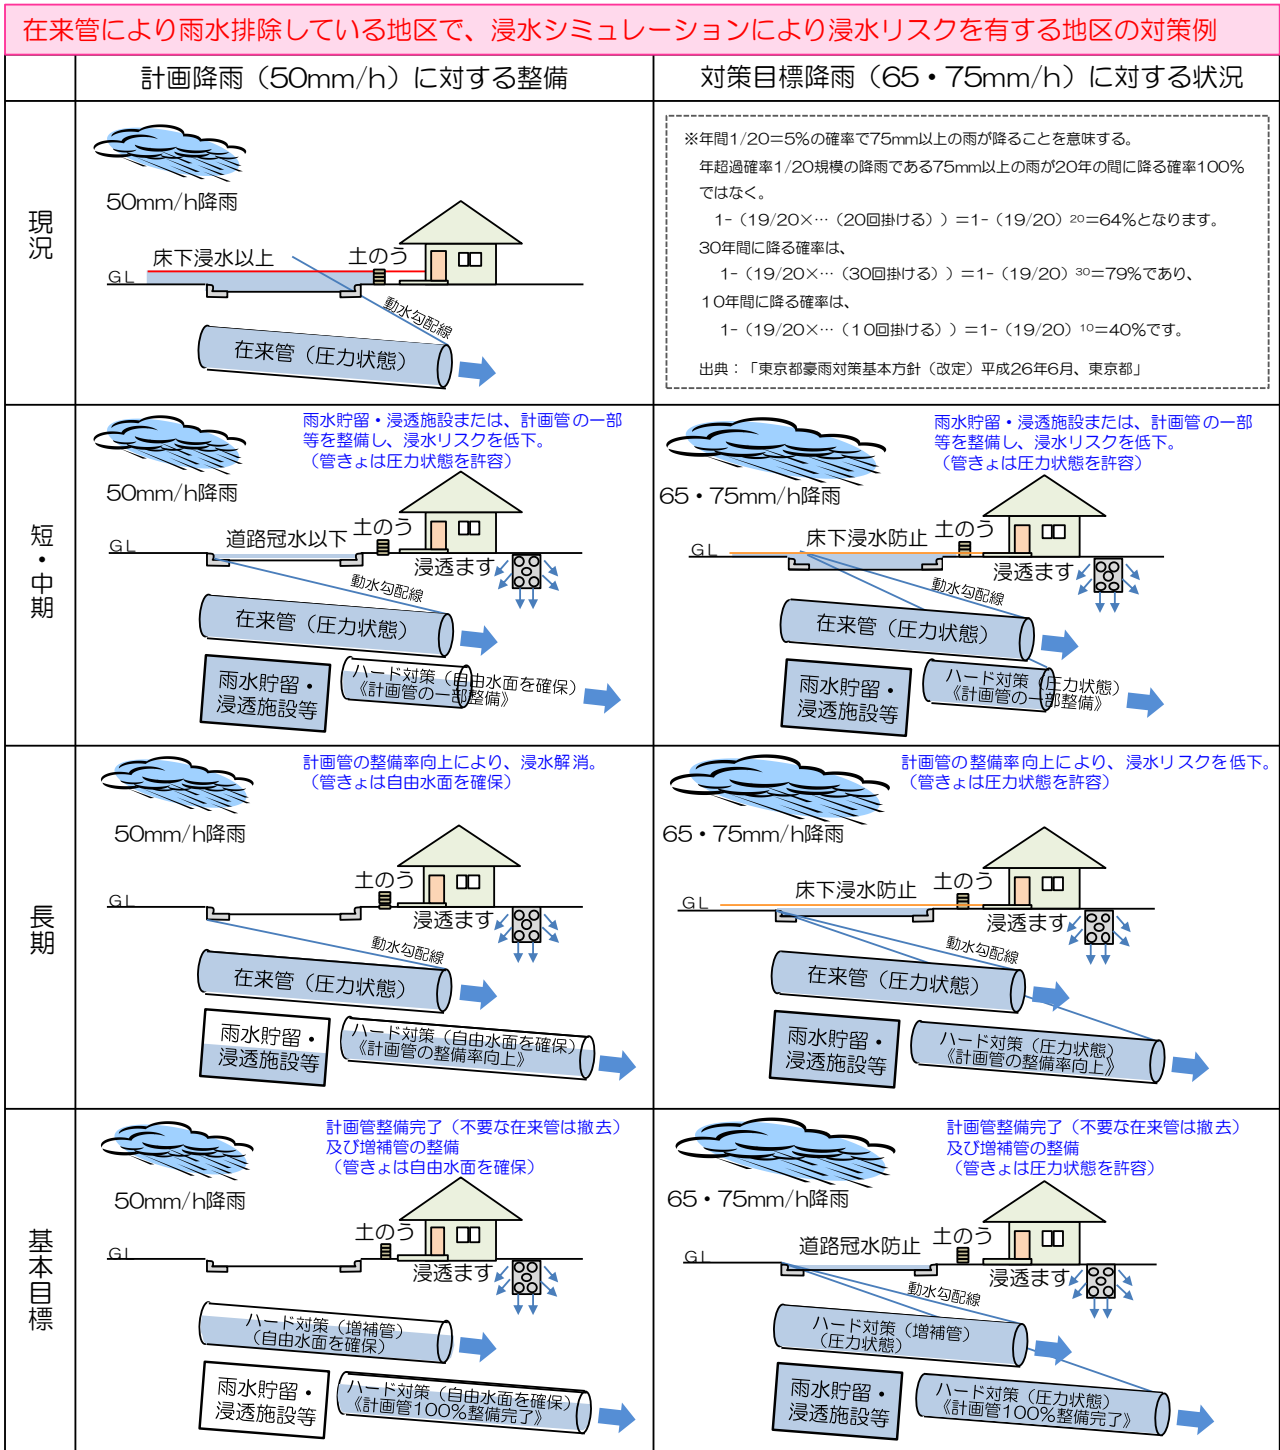 在来管により雨水排除している地区で、浸水シミュレーションにより浸水リスクを有する地区の対策例
計画降雨（50mm/h）に対する整備
対策目標降雨（65・75mm/h）に対する状況
現況
50mm/h降雨
床下浸水以上
土のう
GL
動水勾配線
在来管（圧力状態）
※年間1/20＝5%の確率で75mm以上の雨が降ることを意味する。
年超過確率1/20規模の降雨である75mm以上の雨が20年の間に降る確率100%
ではなく。
1-（19/20×…（20回掛ける））＝1-（19/20）20＝64%となります。
30年間に降る確率は、
1-（19/20×…（30回掛ける））＝1-（19/20）30＝79%であり、
10年間に降る確率は、
1-（19/20×…（10回掛ける））＝1-（19/20）10＝40%です。
出典：「東京都豪雨対策基本方針（改定）平成26年6月、東京都」
短・中期
雨水貯留・浸透施設または、計画管の一部
等を整備し、浸水リスクを低下。
（管きょは圧力状態を許容）
50mm/h降雨
道路冠水以下
土のう
GL
浸透ます
動水勾配線
在来管（圧力状態）
雨水貯留・
浸透施設等
ハード対策（自由水面を確保）
《計画管の一部整備》
雨水貯留・浸透施設または、計画管の一部
等を整備し、浸水リスクを低下。
（管きょは圧力状態を許容）
65・75mm/h降雨
床下浸水防止
土のう
GL
浸透ます
動水勾配線
在来管（圧力状態）
雨水貯留・
浸透施設等
ハード対策（圧力状態）
《計画管の一部整備》
長期
計画管の整備率向上により、浸水解消。
（管きょは自由水面を確保）
50mm/h降雨
土のう
GL
浸透ます
動水勾配線
在来管（圧力状態）
雨水貯留・
浸透施設等
ハード対策（自由水面を確保）
《計画管の整備率向上》
計画管の整備率向上により、浸水リスクを低下。
（管きょは圧力状態を許容）
65・75mm/h降雨
床下浸水防止
土のう
GL
浸透ます
動水勾配線
在来管（圧力状態）
雨水貯留・
浸透施設等
ハード対策（圧力状態）
《計画管の整備率向上》
基本目標
計画管整備完了（不要な在来管は撤去）
及び増補管の整備
（管きょは自由水面を確保）
50mm/h降雨
土のう
GL
浸透ます
ハード対策（増補管）
（自由水面を確保）
雨水貯留・
浸透施設等
ハード対策（自由水面を確保）
《計画管100%整備完了》
計画管整備完了（不要な在来管は撤去）
及び増補管の整備
（管きょは圧力状態を許容）
65・75mm/h降雨
道路冠水防止
土のう
GL
浸透ます
動水勾配線
ハード対策（増補管）
（圧力状態）
雨水貯留・
浸透施設等
ハード対策（圧力状態）
《計画管100%整備完了》